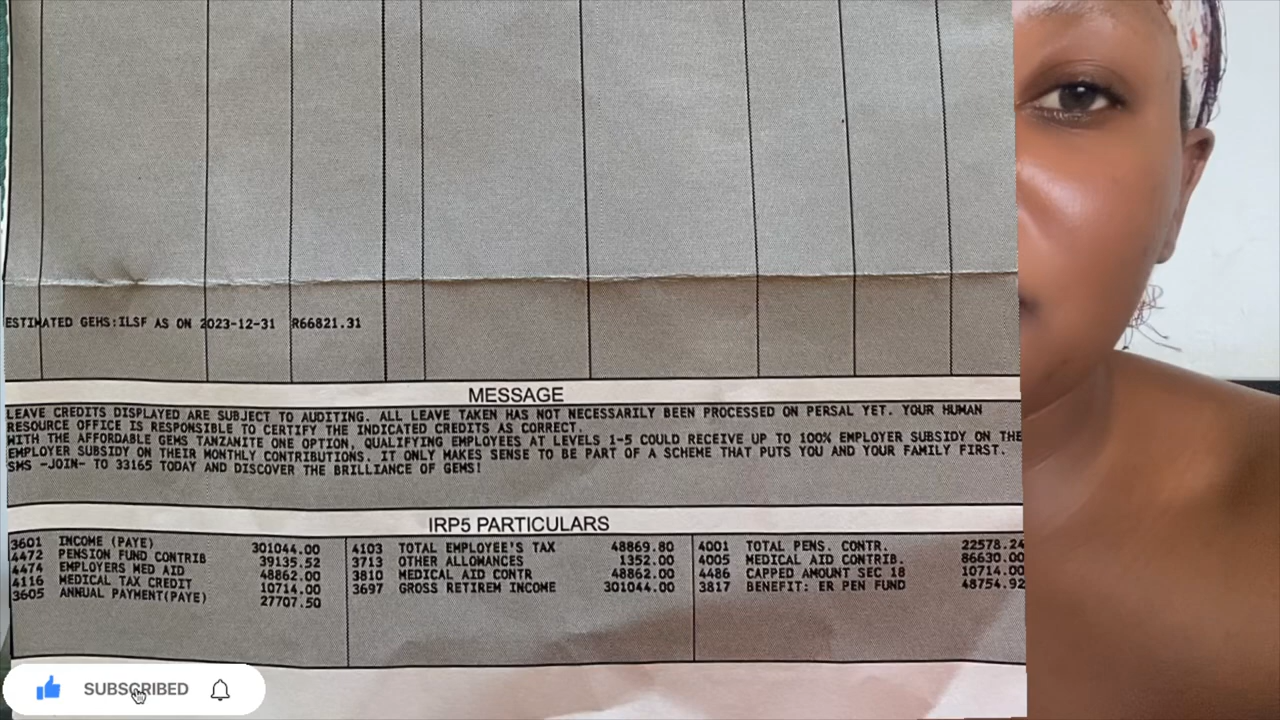 ESTIMATED GEHS:ILSF AS ON 2023-12-31 R66821.31
MESSAGE
LEAVE CREDITS DISPLAYED ARE SUBJECT TO AUDITING. ALL LEAVE TAKEN HAS NOT NECESSARILY BEEN PROCESSED ON PERSAL YET. YOUR HUMAN
RESOURCE OFFICE IS RESPONSIBLE TO CERTIFY THE INDICATED CREDITS AS CORRECT.
WITH THE AFFORDABLE GEMS TANZANITE ONE OPTION, QUALIFYING EMPLOYEES AT LEVELS 1-5 COULD RECEIVE UP TO 100% EMPLOYER SUBSIDY ON THE
EMPLOYER SUBSIDY ON THEIR MONTHLY CONTRIBUTIONS. IT ONLY MAKES SENSE TO BE PART OF A SCHEME THAT PUTS YOU AND YOUR FAMILY FIRST.
SMS -JOIN- TO 33165 TODAY AND DISCOVER THE BRILLIANCE OF GEMS!
IRP5 PARTICULARS
3601 INCOME (PAYE) 301044.00
4472 PENSION FUND CONTRIB 39135.52
4474 EMPLOYERS MED AID 48862.00
4116 MEDICAL TAX CREDIT 10714.00
3605 ANNUAL PAYMENT(PAYE) 27707.50
4103 TOTAL EMPLOYEE'S TAX 48869.80
3713 OTHER ALLOWANCES 1352.00
3810 MEDICAL AID CONTR 48862.00
3697 GROSS RETIREM INCOME 301044.00
4001 TOTAL PENS. CONTR. 22578.24
4005 MEDICAL AID CONTRIB. 86630.00
4486 CAPPED AMOUNT SEC 18 10714.00
3817 BENEFIT: ER PEN FUND 48754.92
SUBSCRIBED